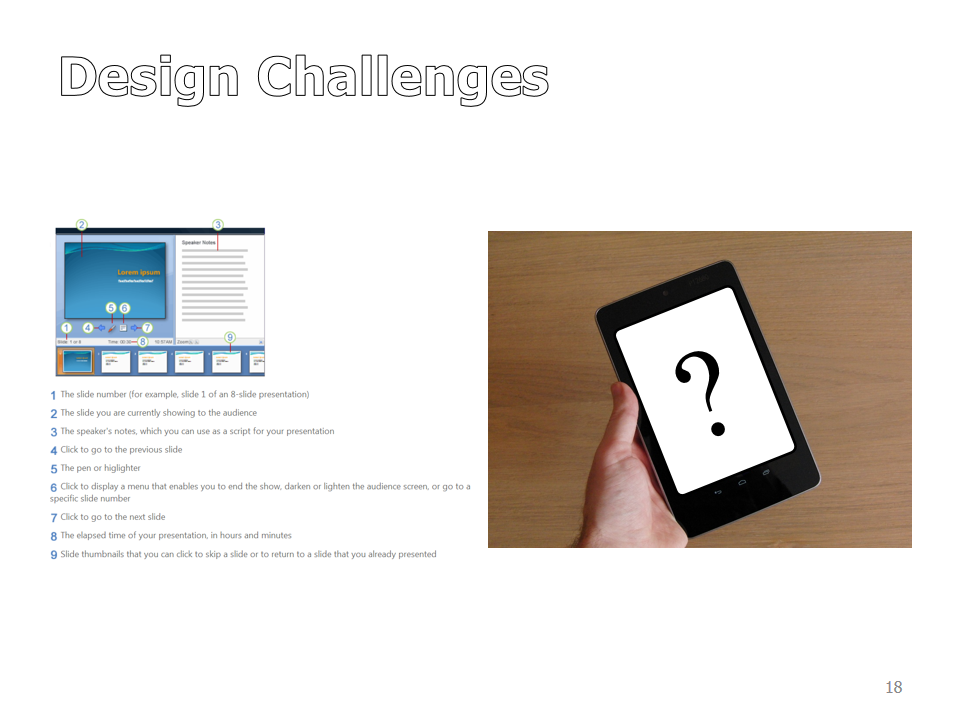 Design Challenges
2
3
Speaker Notes
Lorem ipsum
5
6
1
4
7
9
Slide: 1 of 8
Time: 00:30
8
10:57 AM
Zoom
1 The slide number (for example, slide 1 of an 8-slide presentation)
2 The slide you are currently showing to the audience
3 The speaker's notes, which you can use as a script for your presentation
4 Click to go to the previous slide
5 The pen or higlighter
6 Click to display a menu that enables you to end the show, darken or lighten the audience screen, or go to a
specific slide number
7 Click to go to the next slide
8 The elapsed time of your presentation, in hours and minutes
9 Slide thumbnails that you can click to skip a slide or to return to a slide that you already presented
?
18